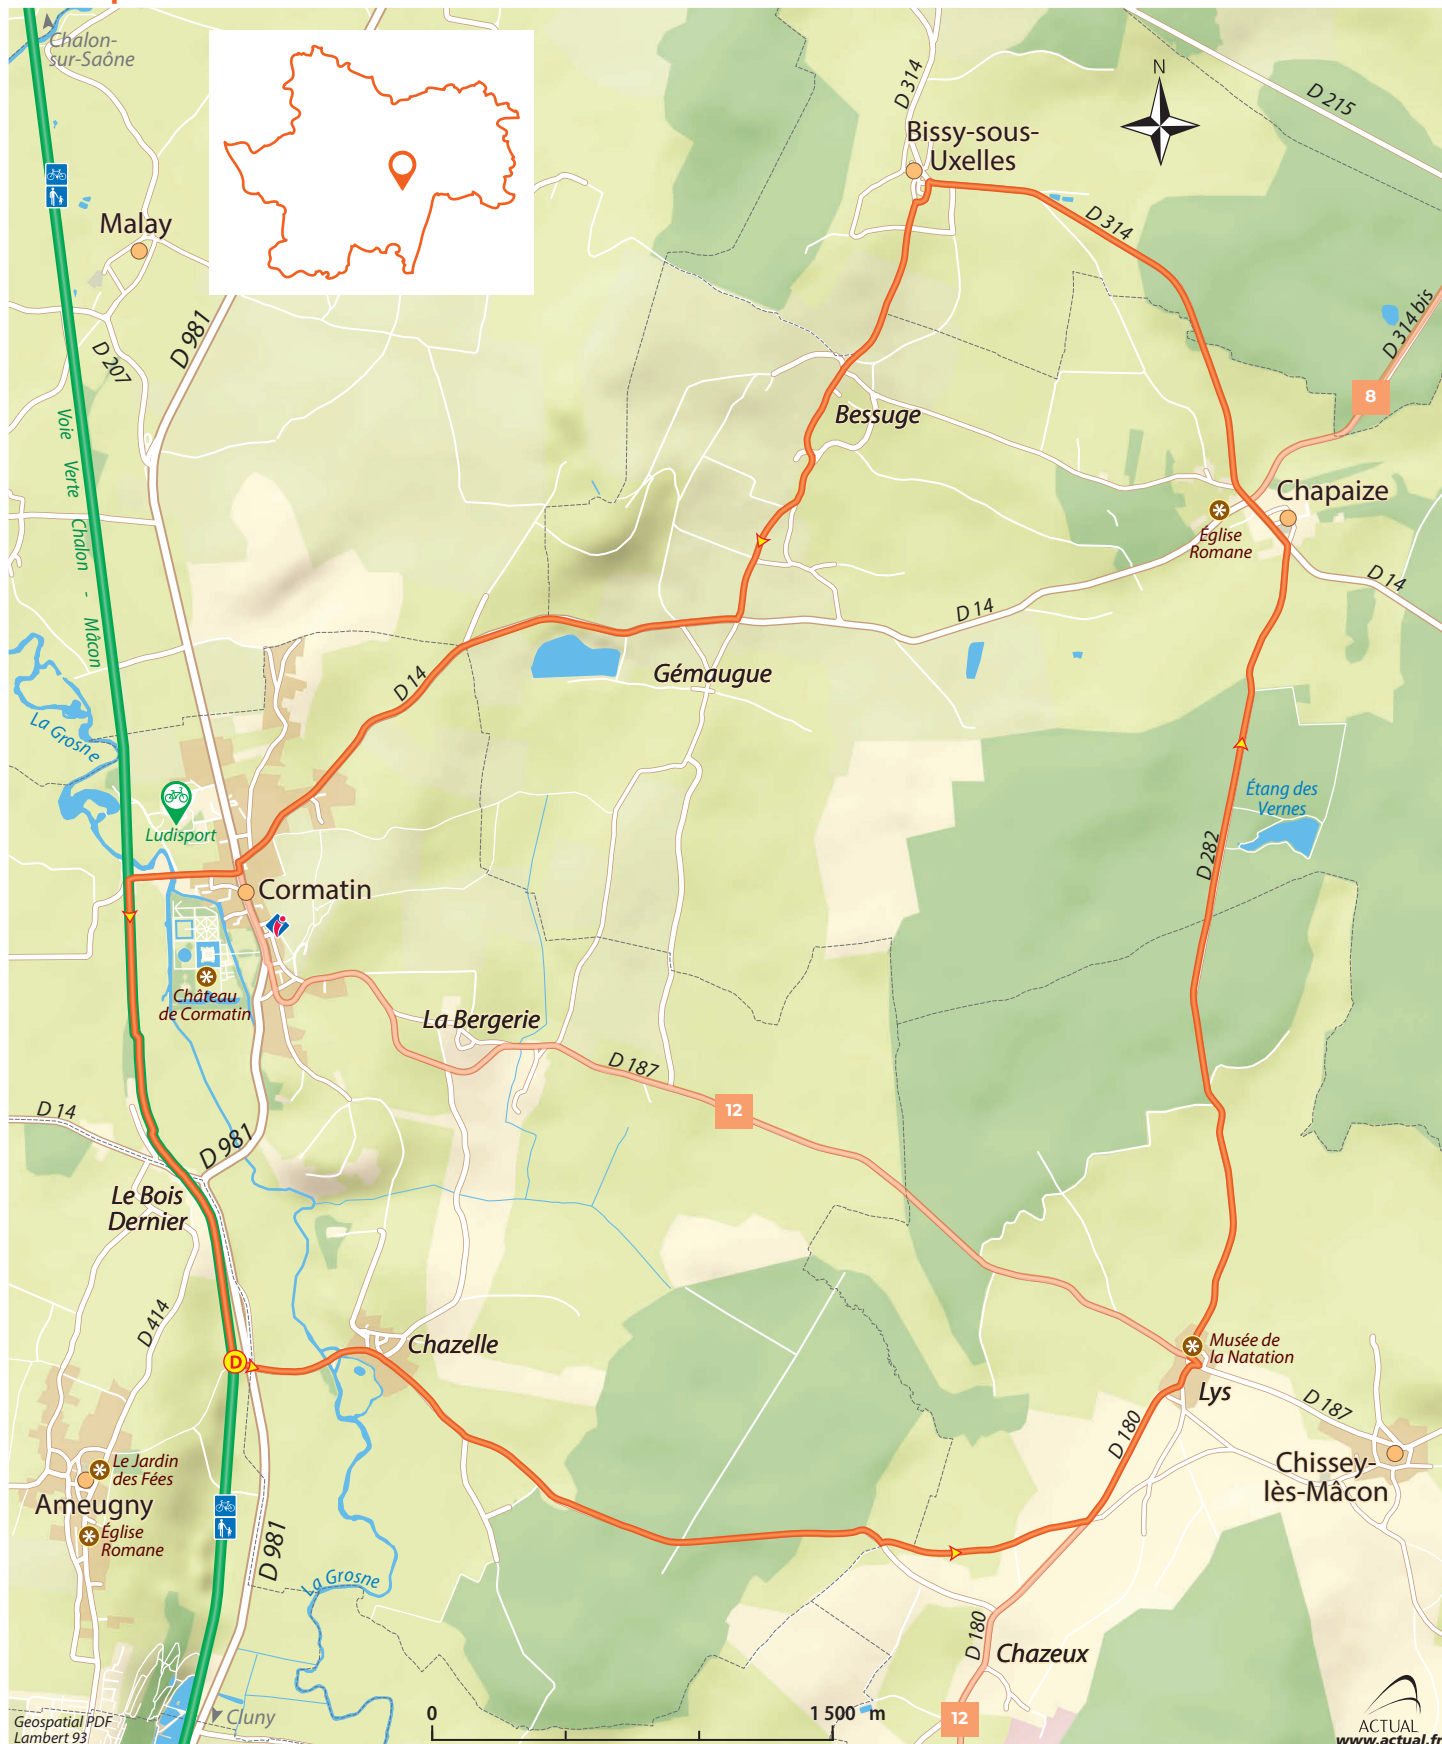 Chalon-
sur-Saône
D 314
N
D 215
Bissy-sous-
Uxelles
Malay
D 314
D 981
D 207
D 314 bis
8
Bessuge
Voie Verte Chalon - Mâcon
Chapaize
Église
Romane
D 14
D 14
Gémaugue
D 14
La Grosne
Étang des
Vernes
Ludisport
D 282
Cormatin
Château
de Cormatin
La Bergerie
D 187
12
D 14
D 981
Le Bois
Dernier
D 414
Chazelle
D
Musée de
la Natation
Lys
D 187
D 180
Chissey-
lès-Mâcon
Le Jardin
des Fées
Ameugny
Église
Romane
D 981
La Grosne
D 180
Chazeux
12
Cluny
0
1 500 m
Geospatial PDF
Lambert 93
ACTUAL
www.actual.fr